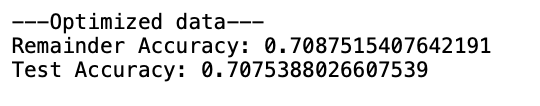 ---Optimized data---
Remainder Accuracy: 0.7087515407642191
Test Accuracy: 0.7075388026607539